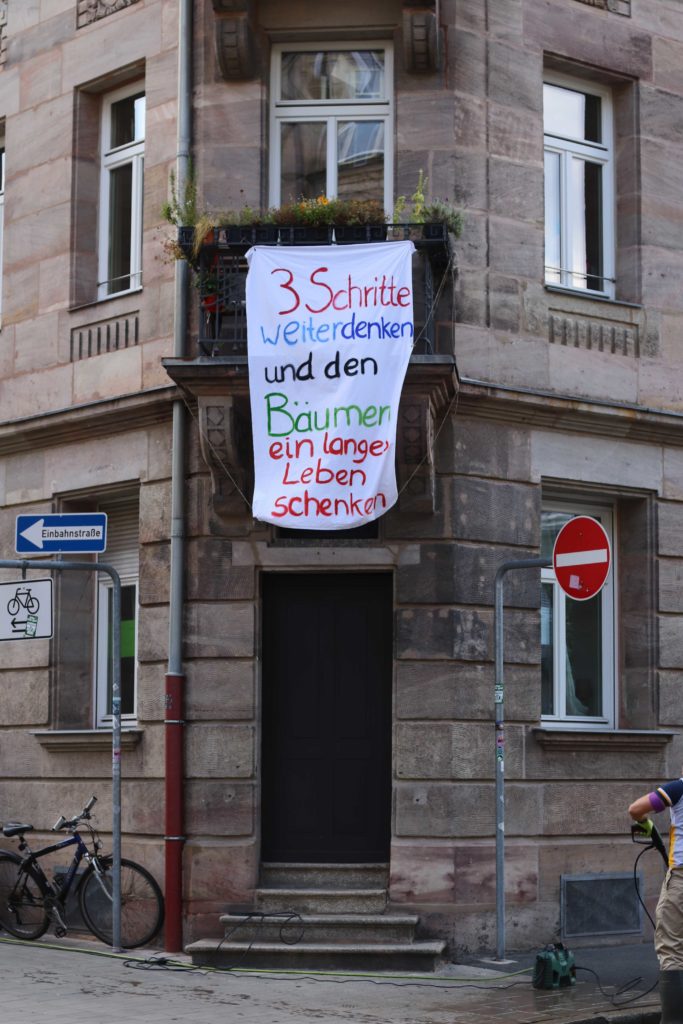 3 Schritte
weiterdenken
und den
Bäumen
ein langes
Leben
schenken
Einbahnstraße